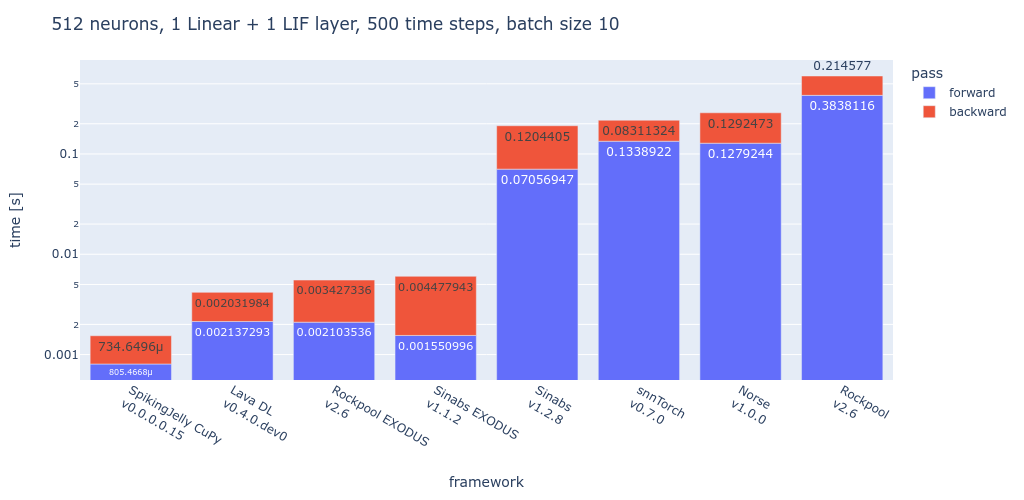 512 neurons, 1 Linear + 1 LIF layer, 500 time steps, batch size 10
pass
forward
backward
time [s]
5
2
0.1
5
2
0.01
5
2
0.001
734.6496µ
805.4668µ
0.002031984
0.002137293
0.003427336
0.002103536
0.004477943
0.001550996
0.1204405
0.07056947
0.08311324
0.1338922
0.1292473
0.1279244
0.214577
0.3838116
SpikingJelly CuPy
v0.0.0.0.15
Lava DL
v0.4.0.dev0
Rockpool EXODUS
v2.6
Sinabs EXODUS
v1.1.2
Sinabs
v1.2.8
snnTorch
v0.7.0
Norse
v1.0.0
Rockpool
v2.6
framework